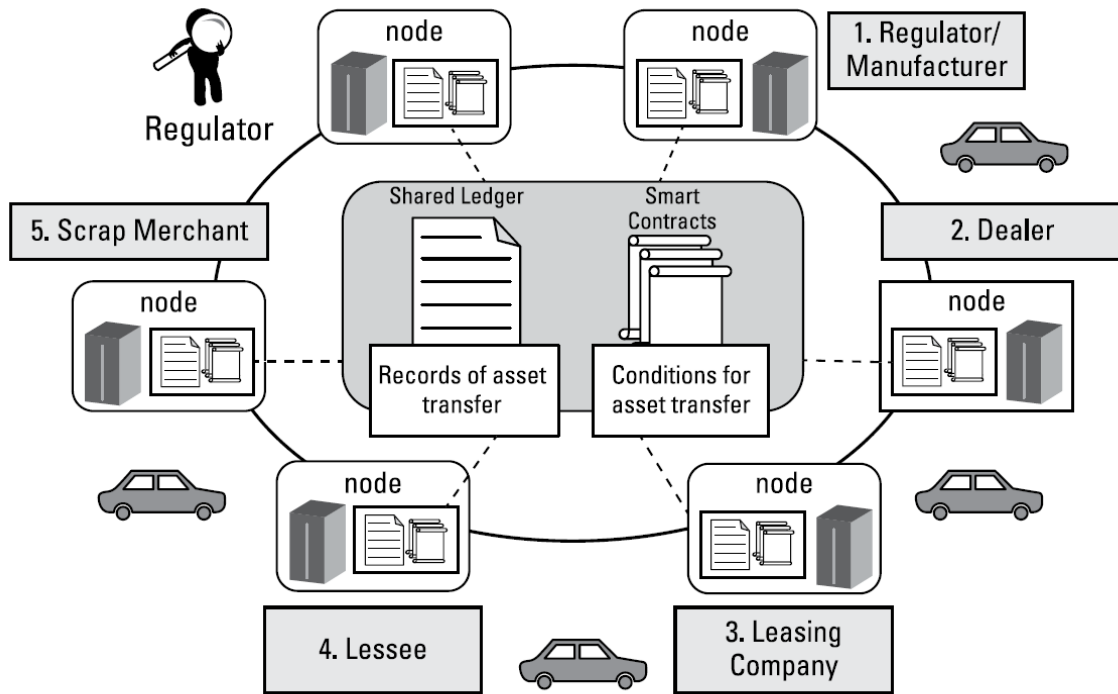 node
node
1. Regulator/
Manufacturer
Regulator
Shared Ledger
Smart
Contracts
5. Scrap Merchant
2. Dealer
node
node
Records of asset
transfer
Conditions for
asset transfer
node
node
4. Lessee
3. Leasing
Company